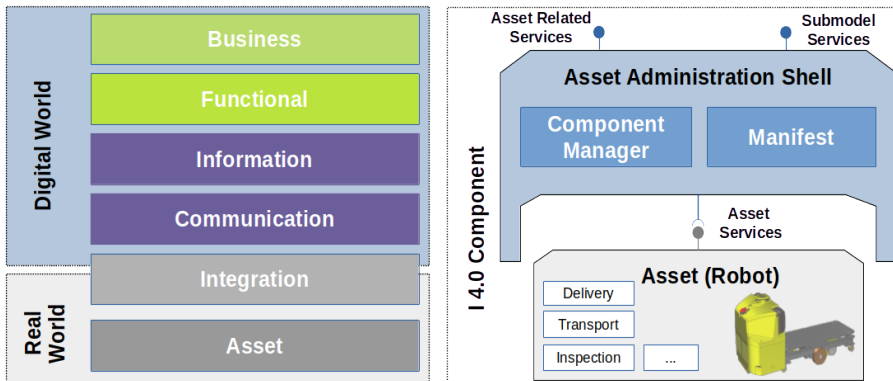 Digital World
Business
Functional
Information
Communication
Integration
Real
World
Asset
I 4.0 Component
Asset Related
Services
Submodel
Services
Asset Administration Shell
Component
Manager
Manifest
Asset
Services
Asset (Robot)
Delivery
Transport
Inspection
...